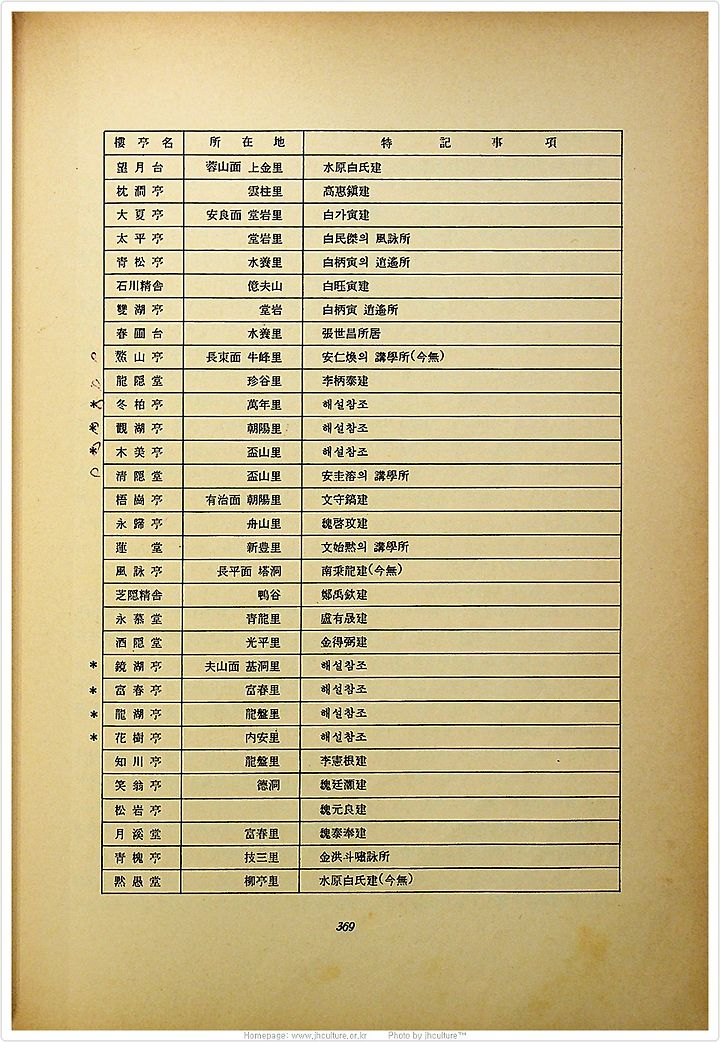 樓亭名 所在地 特記事項
望月台 蓉山面 上金里 水原白氏建
枕澗亭 雲柱里 高惠鎭建
大夏亭 安良面 堂岩里 白가寅建
太平亭 堂岩里 白民傑의 風詠所
青松亭 水養里 白柄寅의 逍遙所
石川精舍 億夫山 白旺寅建
雙湖亭 堂岩 白柄寅 逍遙所
春圃台 水養里 張世昌所居
鰲山亭 長東面 牛峰里 安仁煥의 講學所(今無)
龍隠堂 珍谷里 李柄泰建
* 冬柏亭 萬年里 해설참조
觀湖亭 朝陽里 해설참조
木美亭 盃山里 해설참조
清隠堂 盃山里 安圭溶의 講學所
梧崗亭 有治面 朝陽里 文守鎬建
永歸亭 舟山里 魏啓玟建
蓮堂 新豊里 文始黙의 講學所
風詠亭 長平面 塔洞 南秉龍建(今無)
芝隠精舍 鴨谷 鄭禹欽建
永慕堂 青龍里 盧有晟建
酒隠堂 光平里 金得弼建
* 鏡湖亭 夫山面 基洞里 해설참조
* 富春亭 富春里 해설참조
* 龍湖亭 龍盤里 해설참조
* 花樹亭 内安里 해설참조
知川亭 龍盤里 李憲根建
笑翁亭 德洞 魏廷灝建
松岩亭 魏元良建
月溪堂 富春里 魏泰奉建
青槐亭 技三里 金洪斗嘯詠所
黙愚堂 柳亭里 水原白氏建(今無)
369
Homepage: www.jhculture.or.kr Photo by jhculture™